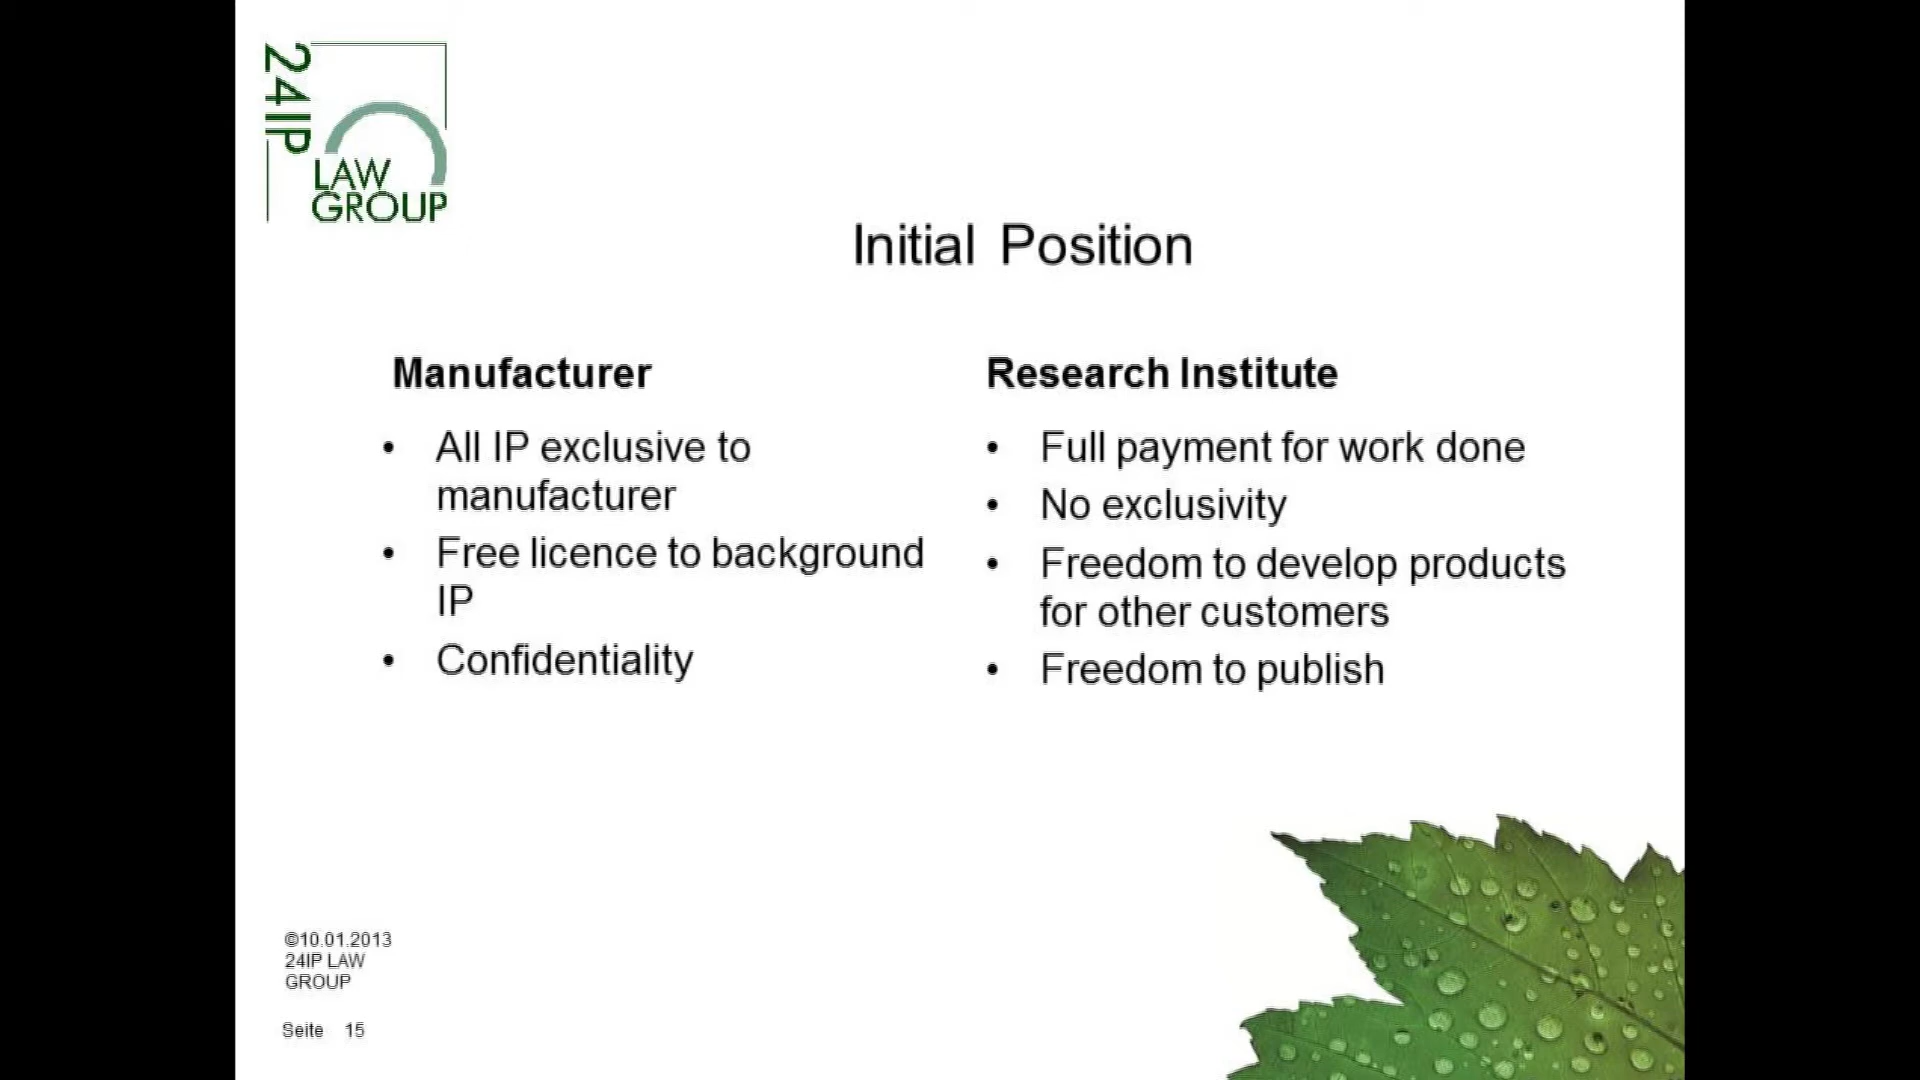 24IP
LAW
GROUP
Initial Position
Manufacturer
• All IP exclusive to
manufacturer
• Free licence to background
IP
• Confidentiality
Research Institute
• Full payment for work done
• No exclusivity
• Freedom to develop products
for other customers
• Freedom to publish
©10.01.2013
24IP LAW
GROUP
Seite 15